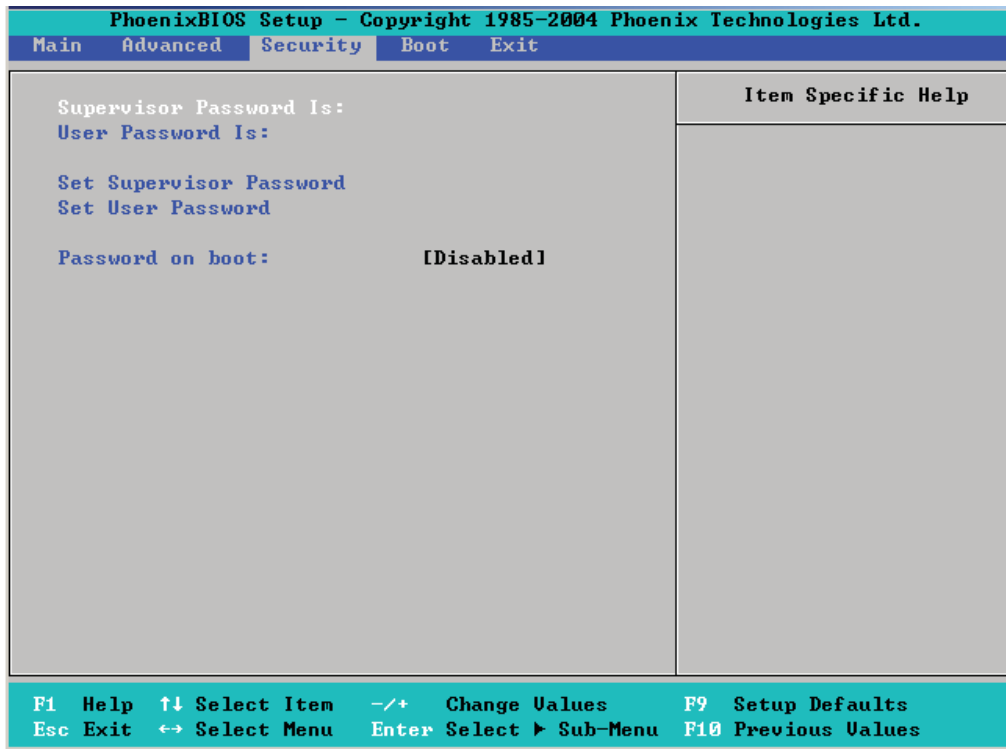 PhoenixBIOS Setup – Copyright 1985-2004 Phoenix Technologies Ltd.
Main Advanced Security Boot Exit
Supervisor Password Is:
User Password Is:
Set Supervisor Password
Set User Password
Password on boot: [Disabled]
Item Specific Help
F1 Help ↑↓ Select Item -/+ Change Values F9 Setup Defaults
Esc Exit ↔ Select Menu Enter Select ▶ Sub-Menu F10 Previous Values